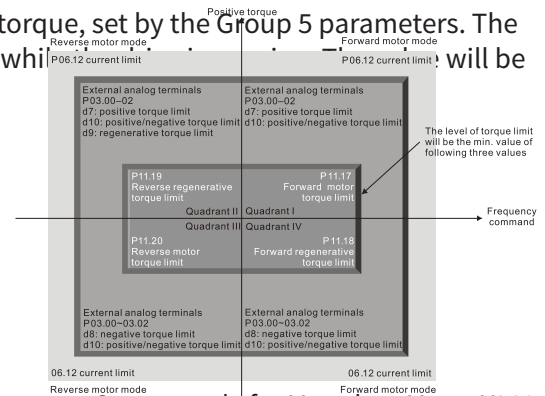 torque, set by the Group 5 parameters. The
Positive torque
Reverse motor mode
Forward motor mode
will be
P06.12 current limit
P06.12 current limit
External analog terminals
P03.00–02
d7: positive torque limit
d10: positive/negative torque limit
d9: regenerative torque limit
External analog terminals
P03.00–02
d7: positive torque limit
d10: positive/negative torque limit
The level of torque limit
will be the min. value of
following three values
P11.19
Reverse regenerative
torque limit
P11.17
Forward motor
torque limit
Quadrant II
Quadrant I
Frequency
command
Quadrant III
Quadrant IV
P11.20
Reverse motor
torque limit
P11.18
Forward regenerative
torque limit
External analog terminals
P03.00~03.02
d8: negative torque limit
d10: positive/negative torque limit
External analog terminals
P03.00~03.02
d8: negative torque limit
d10: positive/negative torque limit
06.12 current limit
06.12 current limit
Reverse motor mode
Forward motor mode